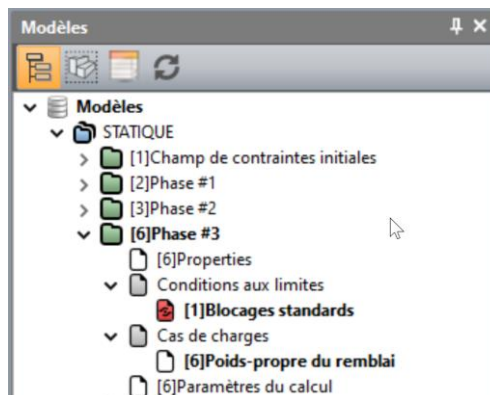 Modèles
Modèles
STATIQUE
[1]Champ de contraintes initiales
[2]Phase #1
[3]Phase #2
[6]Phase #3
[6]Properties
Conditions aux limites
[1]Blocages standards
Cas de charges
[6]Poids-propre du remblai
[6]Paramètres du calcul